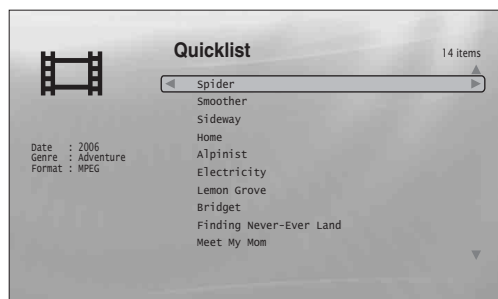 Quicklist
14 items
Spider
Smoother
Sideway
Home
Alpinist
Electricity
Lemon Grove
Bridget
Finding Never-Ever Land
Meet My Mom
Date : 2006
Genre : Adventure
Format : MPEG